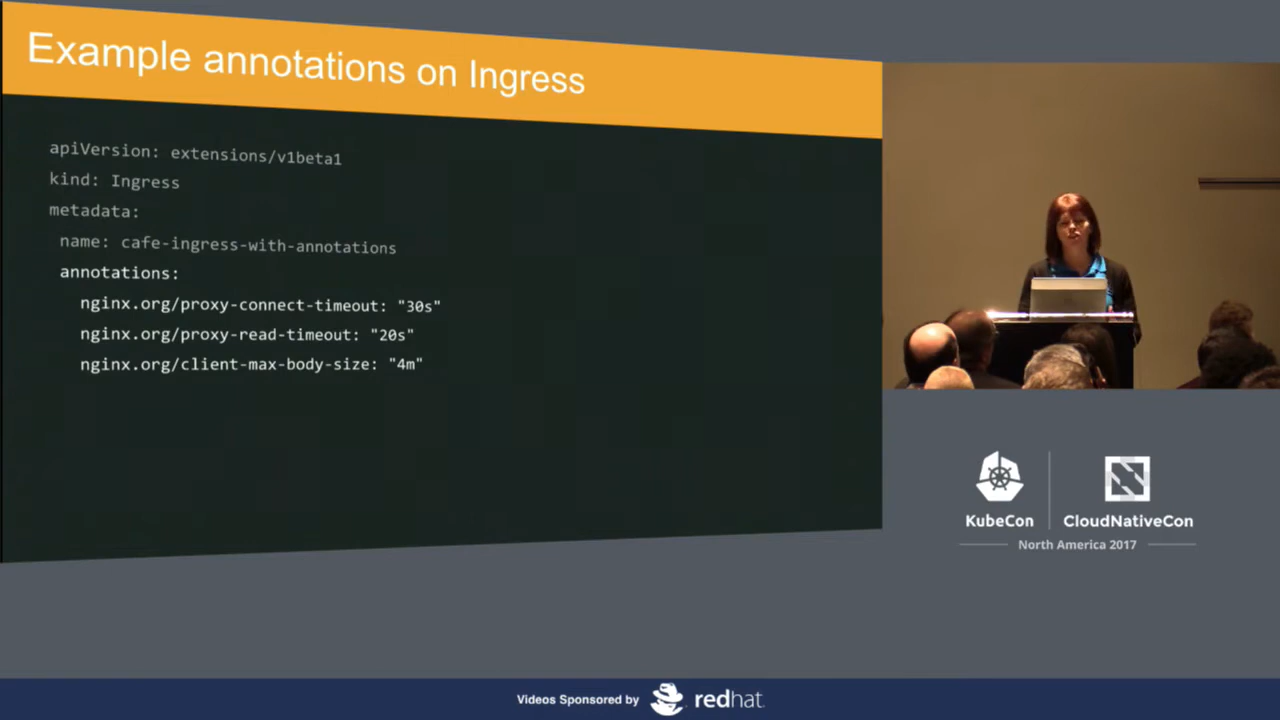 Example annotations on Ingress
apiVersion: extensions/v1beta1
kind: Ingress
metadata:
name: cafe-ingress-with-annotations
annotations:
nginx.org/proxy-connect-timeout: "30s"
nginx.org/proxy-read-timeout: "20s"
nginx.org/client-max-body-size: "4m"
KubeCon
CloudNativeCon
North America 2017
Videos Sponsored by
redhat.